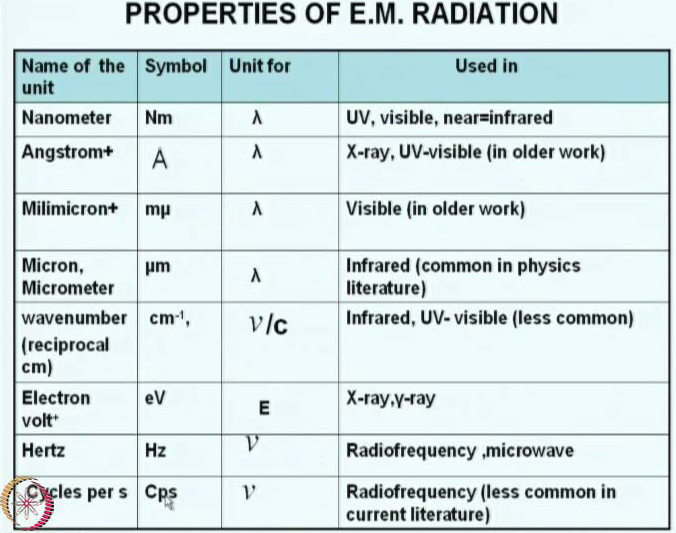 PROPERTIES OF E.M. RADIATION
Name of the unit Symbol Unit for Used in
Nanometer Nm λ UV, visible, near=infrared
Angstrom+ A λ X-ray, UV-visible (in older work)
Milimicron+ mμ λ Visible (in older work)
Micron, Micrometer μm λ Infrared (common in physics literature)
wavenumber (reciprocal cm) cm-¹, ν/c Infrared, UV- visible (less common)
Electron volt⁺ eV E X-ray,γ-ray
Hertz Hz ν Radiofrequency ,microwave
Cycles per s Cps ν Radiofrequency (less common in current literature)